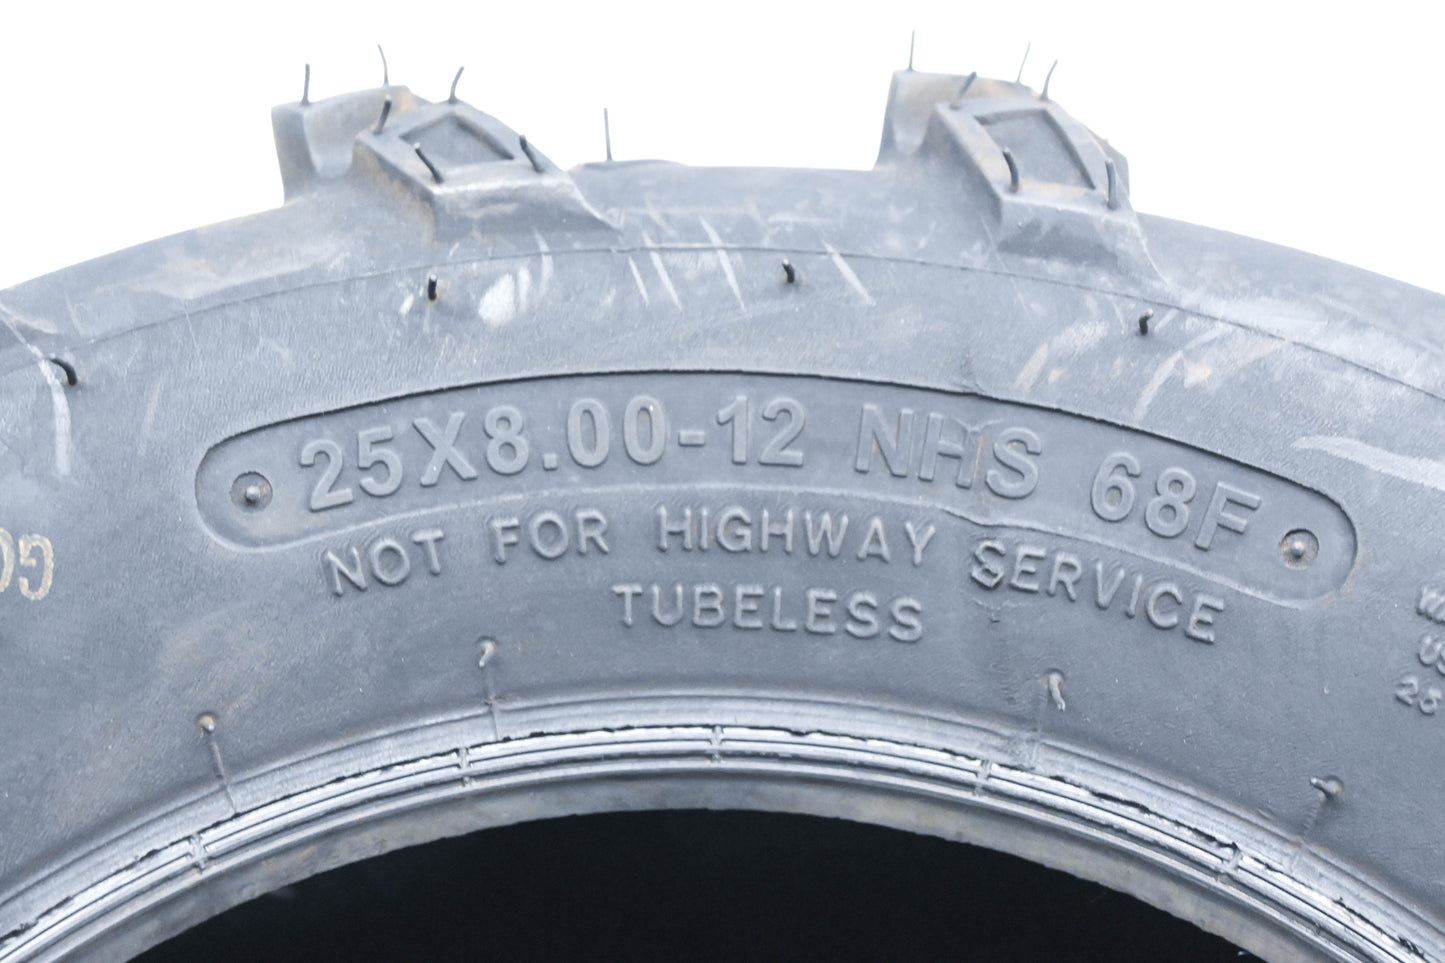 25X8.00-12 NHS 68F
NOT FOR HIGHWAY SERVICE
TUBELESS